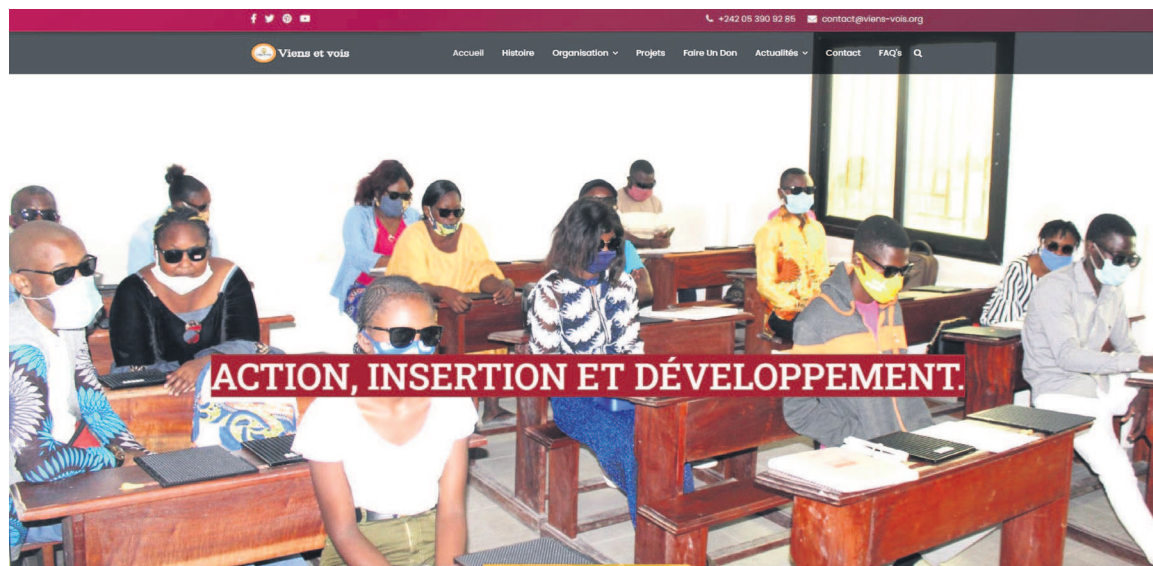 +242 05 390 92 85 contact@viens-vois.org
Viens et vois Accueil Histoire Organisation Projets Faire Un Don Actualités Contact FAQ's
ACTION, INSERTION ET DÉVELOPPEMENT.